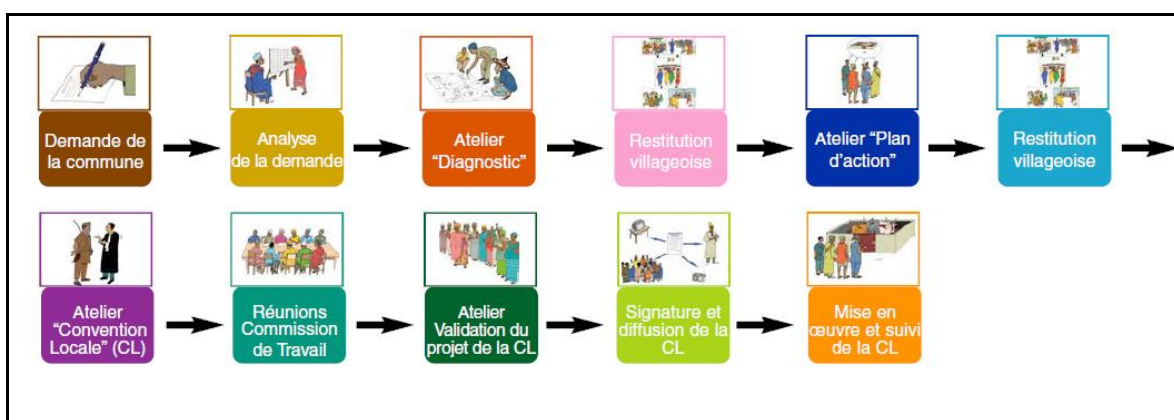 Demande de
la commune
Analyse
de la demande
Atelier
“Diagnostic”
Restitution
villageoise
Atelier “Plan
d’action”
Restitution
villageoise
Atelier
“Convention
Locale” (CL)
Réunions
Commission
de Travail
Atelier
Validation du
projet de la CL
Signature et
diffusion de la
CL
Mise en
œuvre et suivi
de la CL